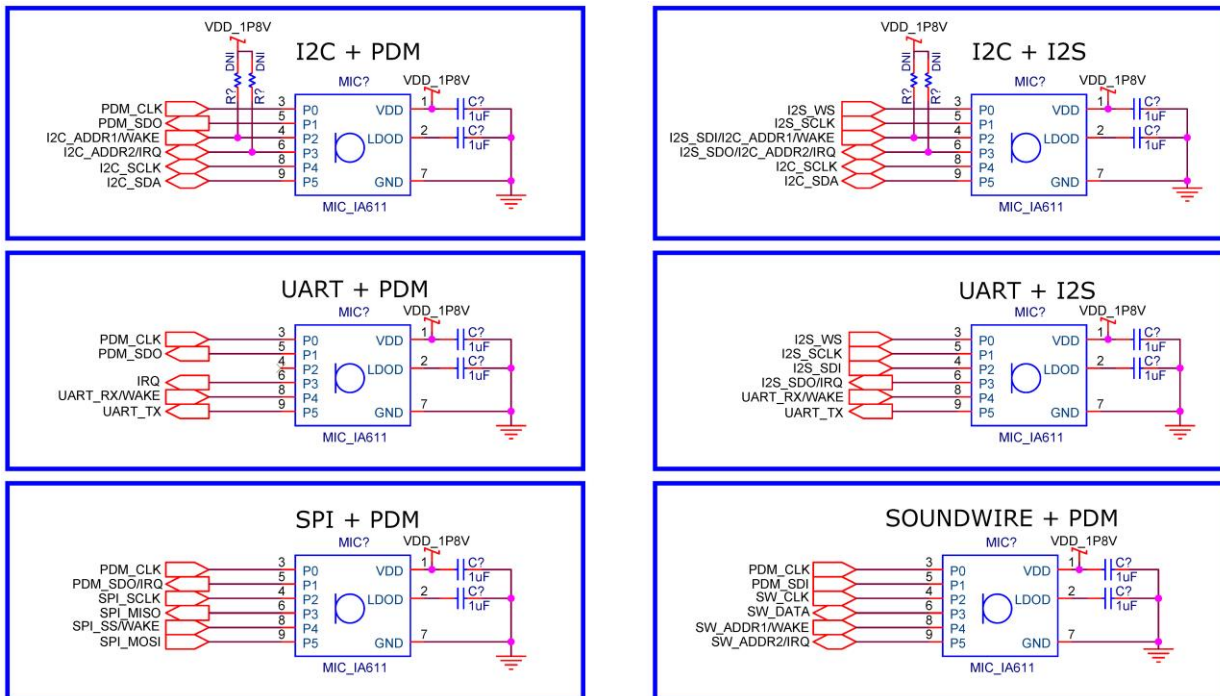 I2C + PDM
VDD_1P8V
DNI
DNI
R?
R?
MIC?
VDD_1P8V
PDM_CLK 3 P0 VDD 1 C? 1uF
PDM_SDO 5 P1
I2C_ADDR1/WAKE 4 P2 LDOD 2 C? 1uF
I2C_ADDR2/IRQ 6 P3
I2C_SCLK 8 P4
I2C_SDA 9 P5 GND 7
MIC_IA611
I2C + I2S
VDD_1P8V
DNI
DNI
R?
R?
MIC?
VDD_1P8V
I2S_WS 3 P0 VDD 1 C? 1uF
I2S_SCLK 5 P1
I2S_SDI/I2C_ADDR1/WAKE 4 P2 LDOD 2 C? 1uF
I2S_SDO/I2C_ADDR2/IRQ 6 P3
I2C_SCLK 8 P4
I2C_SDA 9 P5 GND 7
MIC_IA611
UART + PDM
MIC?
VDD_1P8V
PDM_CLK 3 P0 VDD 1 C? 1uF
PDM_SDO 5 P1
4 P2 LDOD 2 C? 1uF
IRQ 6 P3
UART_RX/WAKE 8 P4
UART_TX 9 P5 GND 7
MIC_IA611
UART + I2S
MIC?
VDD_1P8V
I2S_WS 3 P0 VDD 1 C? 1uF
I2S_SCLK 5 P1
I2S_SDI 4 P2 LDOD 2 C? 1uF
I2S_SDO/IRQ 6 P3
UART_RX/WAKE 8 P4
UART_TX 9 P5 GND 7
MIC_IA611
SPI + PDM
MIC?
VDD_1P8V
PDM_CLK 3 P0 VDD 1 C? 1uF
PDM_SDO/IRQ 5 P1
SPI_SCLK 4 P2 LDOD 2 C? 1uF
SPI_MISO 6 P3
SPI_SS/WAKE 8 P4
SPI_MOSI 9 P5 GND 7
MIC_IA611
SOUNDWIRE + PDM
MIC?
VDD_1P8V
PDM_CLK 3 P0 VDD 1 C? 1uF
PDM_SDI 5 P1
SW_CLK 4 P2 LDOD 2 C? 1uF
SW_DATA 6 P3
SW_ADDR1/WAKE 8 P4
SW_ADDR2/IRQ 9 P5 GND 7
MIC_IA611